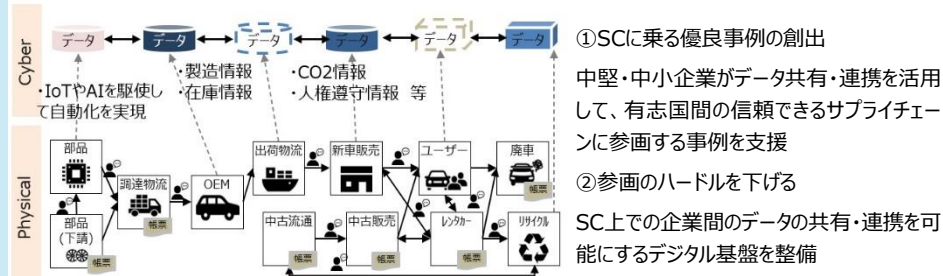 Cyber
データ
データ
データ
データ
データ
データ
・IoTやAIを駆使し
て自動化を実現
・製造情報
・在庫情報
・CO2情報
・人権遵守情報 等
Physical
部品
調達物流
帳票
OEM
出荷物流
新車販売
ユーザー
廃車
帳票
部品
(下請)
帳票
中古流通
帳票
中古販売
帳票
レンタカー
帳票
リサイクル
①SCに乗る優良事例の創出
中堅・中小企業がデータ共有・連携を活用
して、有志国間の信頼できるサプライチェー
ンに参画する事例を支援
②参画のハードルを下げる
SC上での企業間のデータの共有・連携を可
能にするデジタル基盤を整備